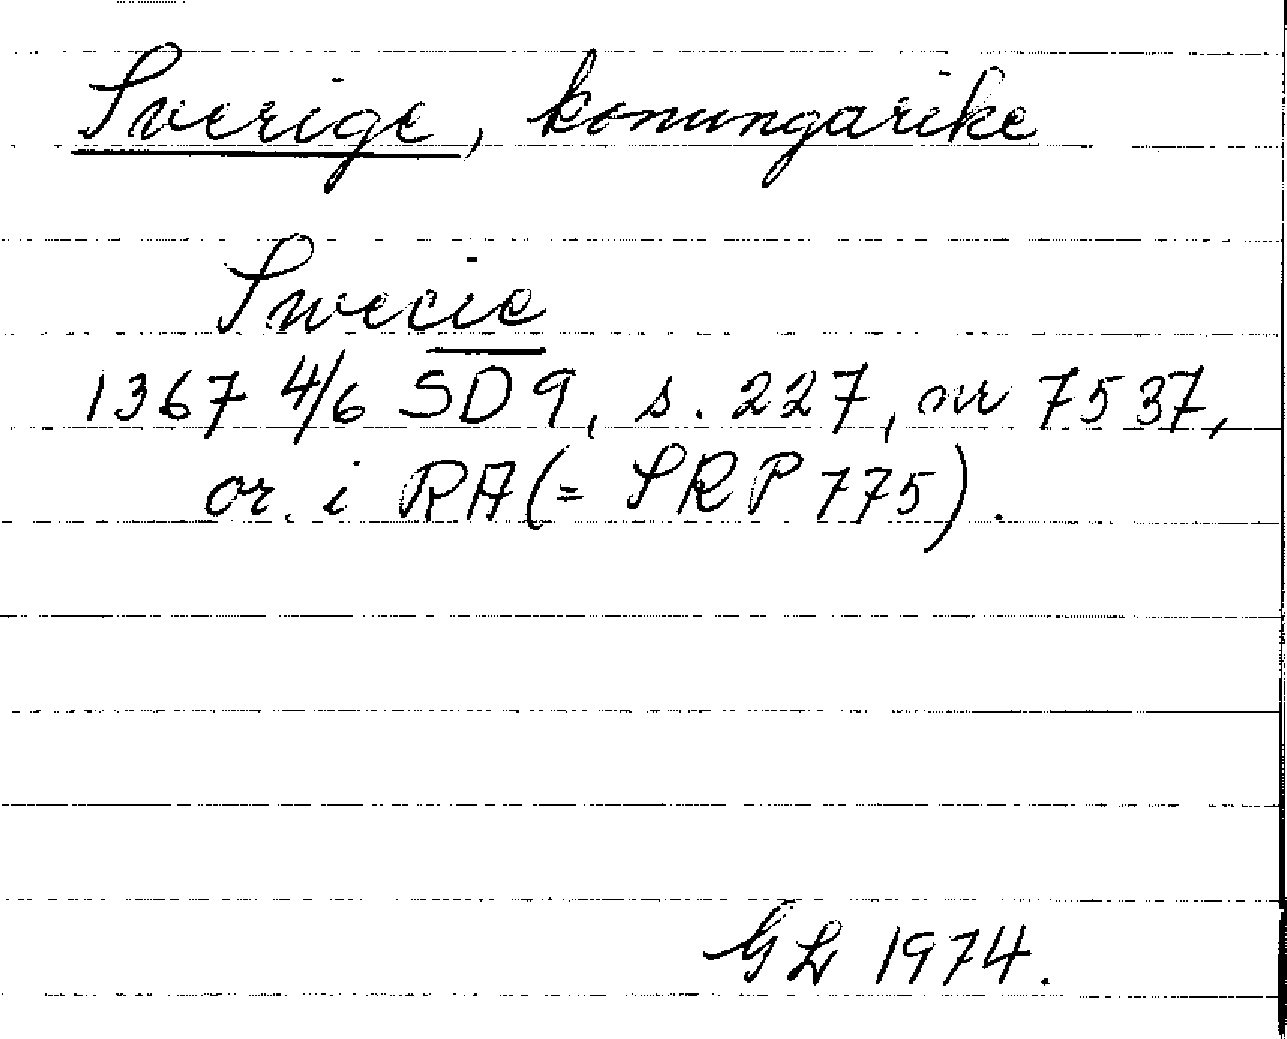 Sverige, konungarike
Swecie
1367 4/6 SD 9, s. 227, nr 7537,
or. i RA (= SRP 775).
GL 1974.